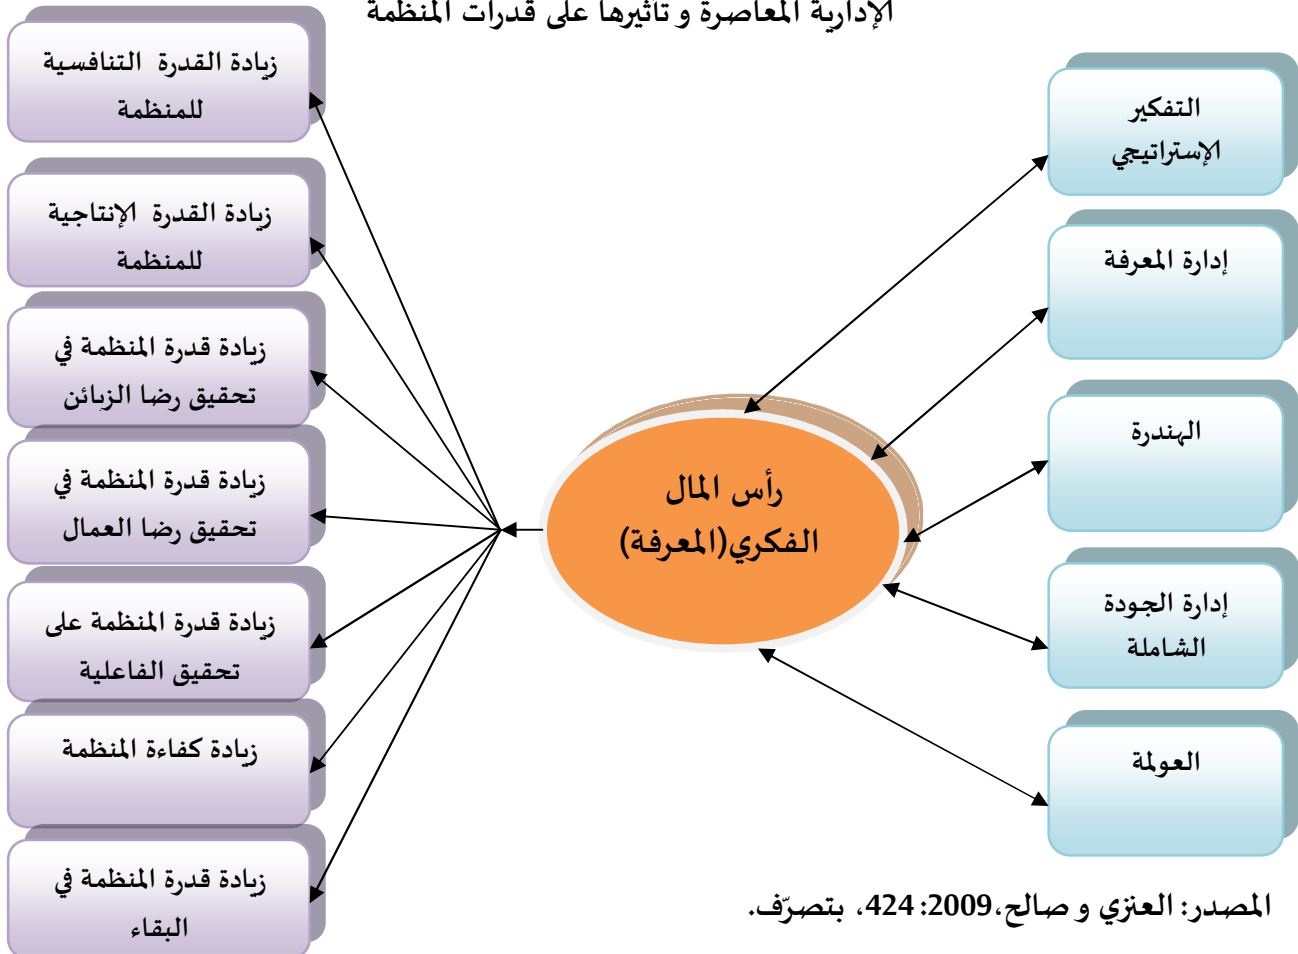 الإدارية المعاصرة و تأثيرها على قدرات المنظمة
التفكير
الإستراتيجي
إدارة المعرفة
الهندرة
إدارة الجودة
الشاملة
العولمة
رأس المال
الفكري(المعرفة)
زيادة القدرة التنافسية
للمنظمة
زيادة القدرة الإنتاجية
للمنظمة
زيادة قدرة المنظمة في
تحقيق رضا الزبائن
زيادة قدرة المنظمة في
تحقيق رضا العمال
زيادة قدرة المنظمة على
تحقيق الفاعلية
زيادة كفاءة المنظمة
زيادة قدرة المنظمة في
البقاء
المصدر: العنزي و صالح،2009: 424، بتصرّف.